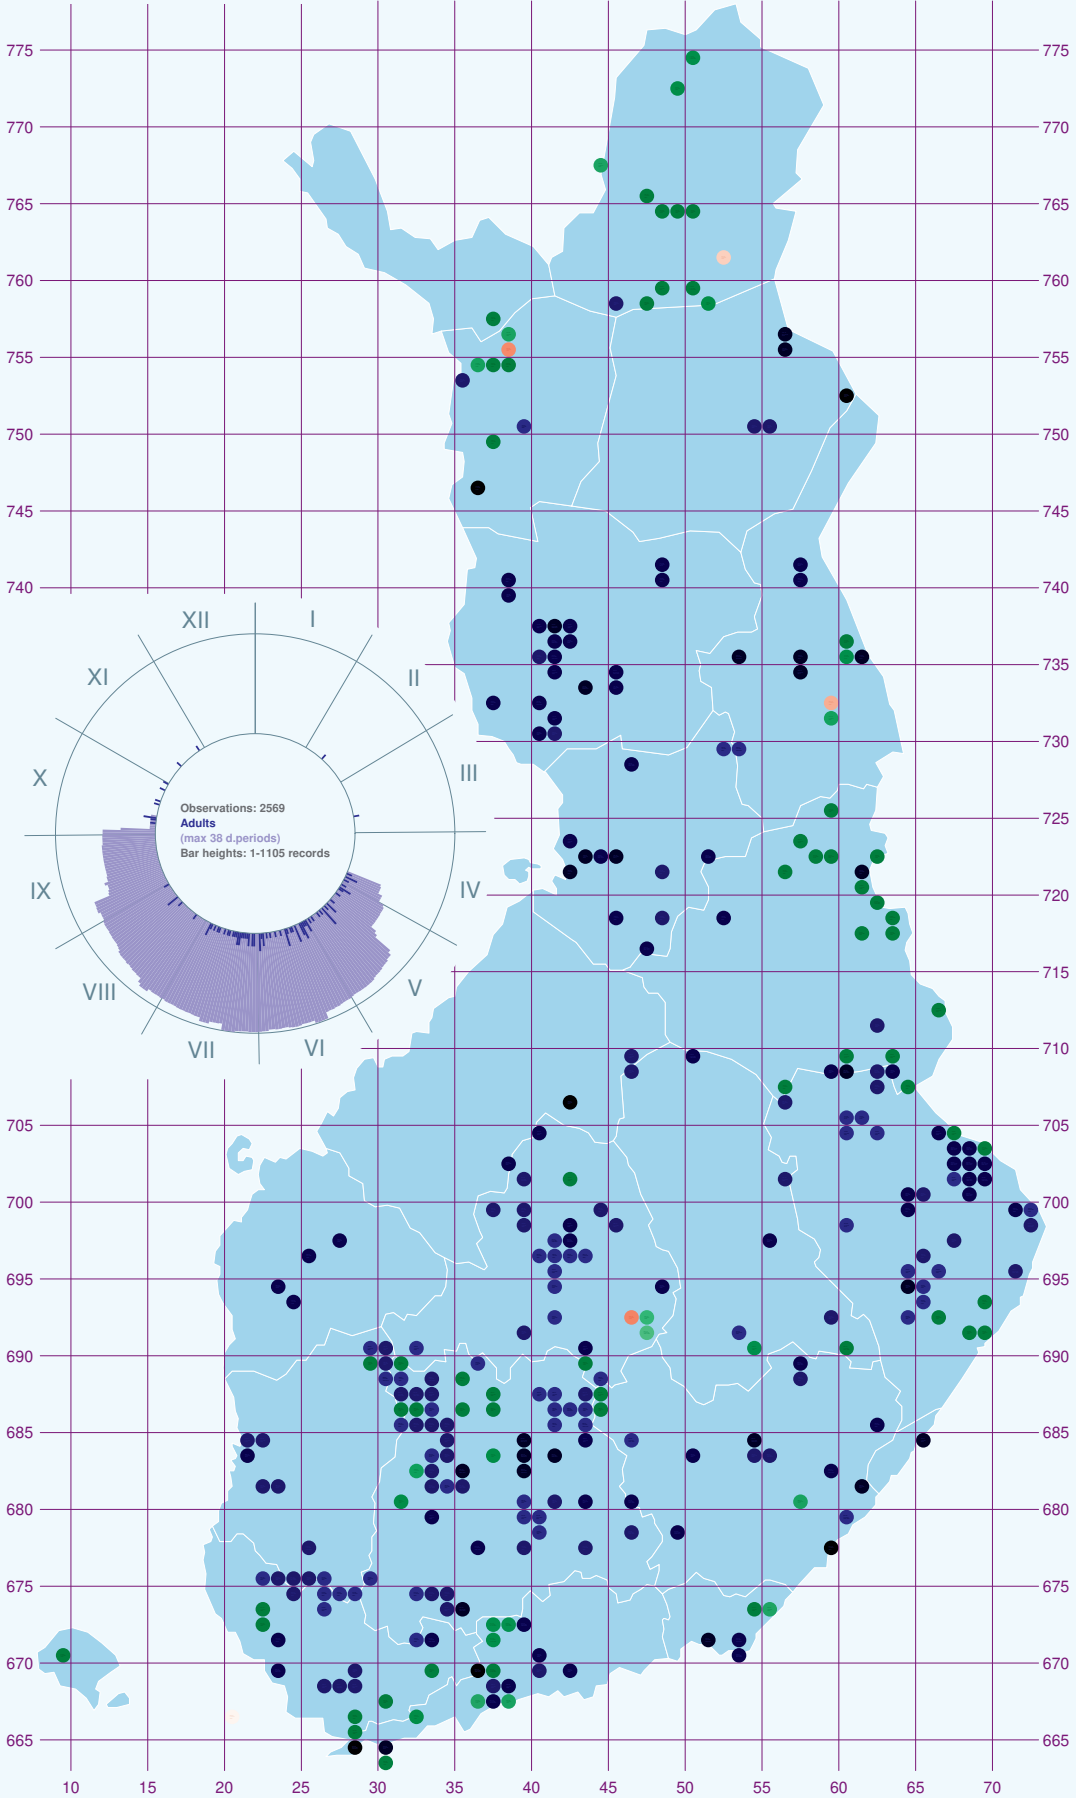 775 775
770 770
765 765
760 760
755 755
750 750
745 745
740 740
XII I
XI II
735 735
730 730
X III
Observations: 2569
Adults
(max 38 d.periods)
Bar heights: 1-1105 records
725 725
IX IV
720 720
715 715
VIII V
VII VI
710 710
705 705
700 700
695 695
690 690
685 685
680 680
675 675
670 670
665 665
10 15 20 25 30 35 40 45 50 55 60 65 70